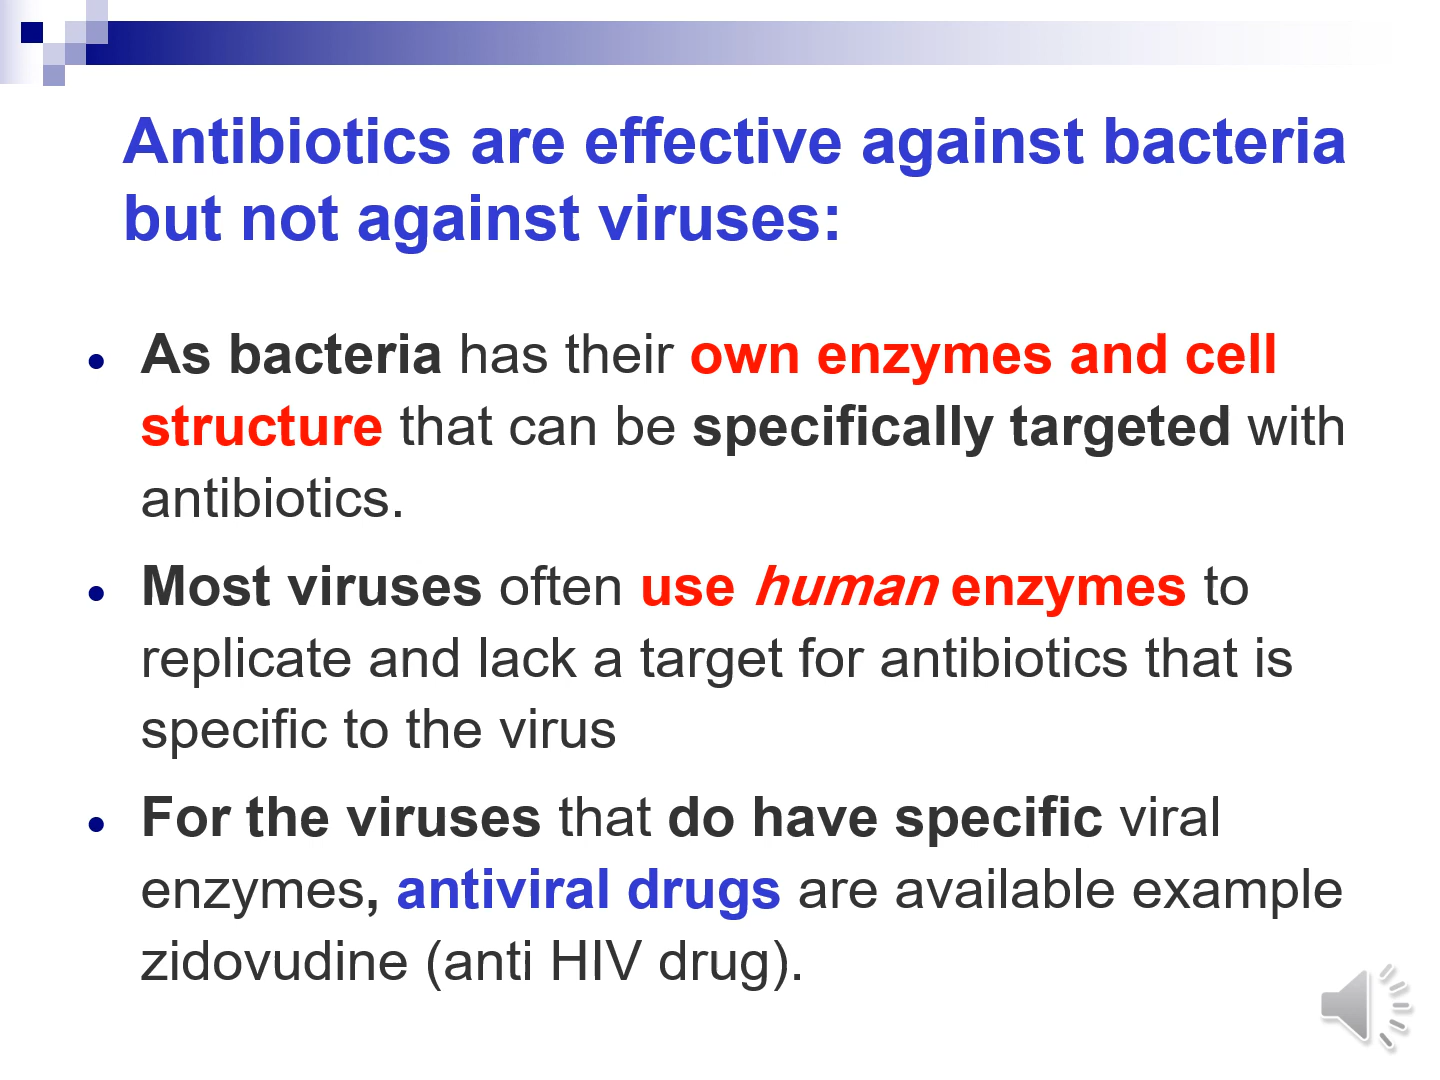 Antibiotics are effective against bacteria
but not against viruses:
• As bacteria has their own enzymes and cell
structure that can be specifically targeted with
antibiotics.
• Most viruses often use human enzymes to
replicate and lack a target for antibiotics that is
specific to the virus
• For the viruses that do have specific viral
enzymes, antiviral drugs are available example
zidovudine (anti HIV drug).